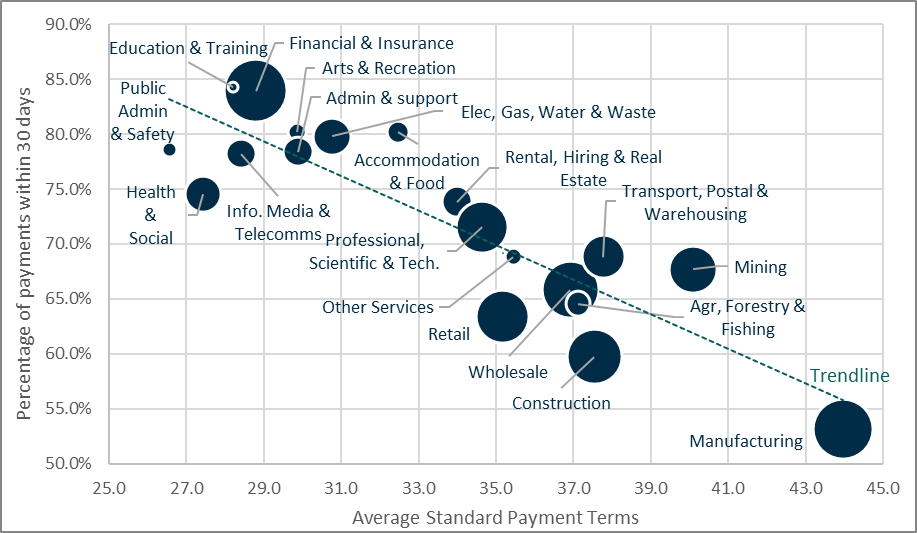 90.0%
85.0%
80.0%
75.0%
70.0%
65.0%
60.0%
55.0%
50.0%
Percentage of payments within 30 days
Education & Training
Financial & Insurance
Arts & Recreation
Public
Admin
& Safety
Admin & support
Elec, Gas, Water & Waste
Accommodation
& Food
Rental, Hiring & Real
Estate
Transport, Postal &
Warehousing
Health
&
Social
Info. Media &
Telecomms
Professional,
Scientific & Tech.
Mining
Other Services
Retail
Agr, Forestry &
Fishing
Wholesale
Construction
Trendline
Manufacturing
25.0 27.0 29.0 31.0 33.0 35.0 37.0 39.0 41.0 43.0 45.0
Average Standard Payment Terms